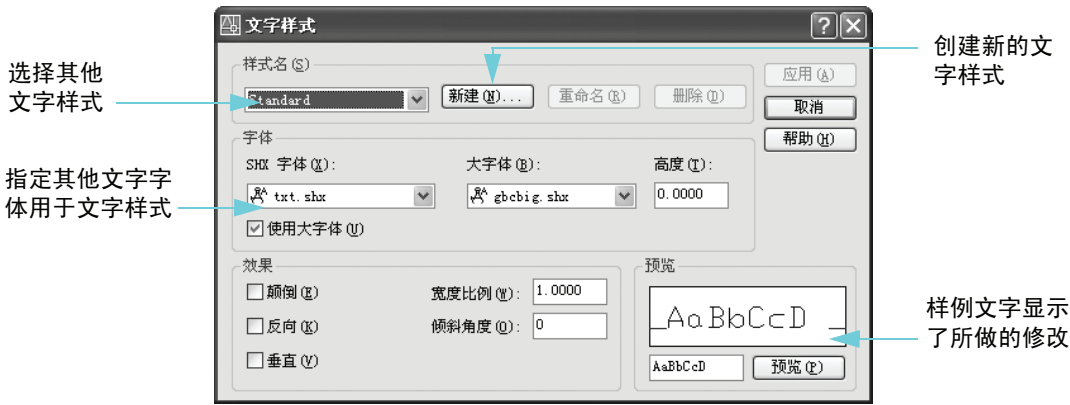 文字样式
选择其他
文字样式
创建新的文
字样式
样式名(S)
Standard
新建(N)...
重命名(R)
删除(D)
应用(A)
取消
帮助(H)
字体
SHX 字体(X):
大字体(B):
高度(T):
txt.shx
gbcbig.shx
0.0000
使用大字体(U)
指定其他文字字
体用于文字样式
效果
颠倒(E)
反向(K)
垂直(V)
宽度比例(W):
1.0000
倾斜角度(O):
0
预览
AaBbCcD
AaBbCcD
预览(P)
样例文字显示
了所做的修改